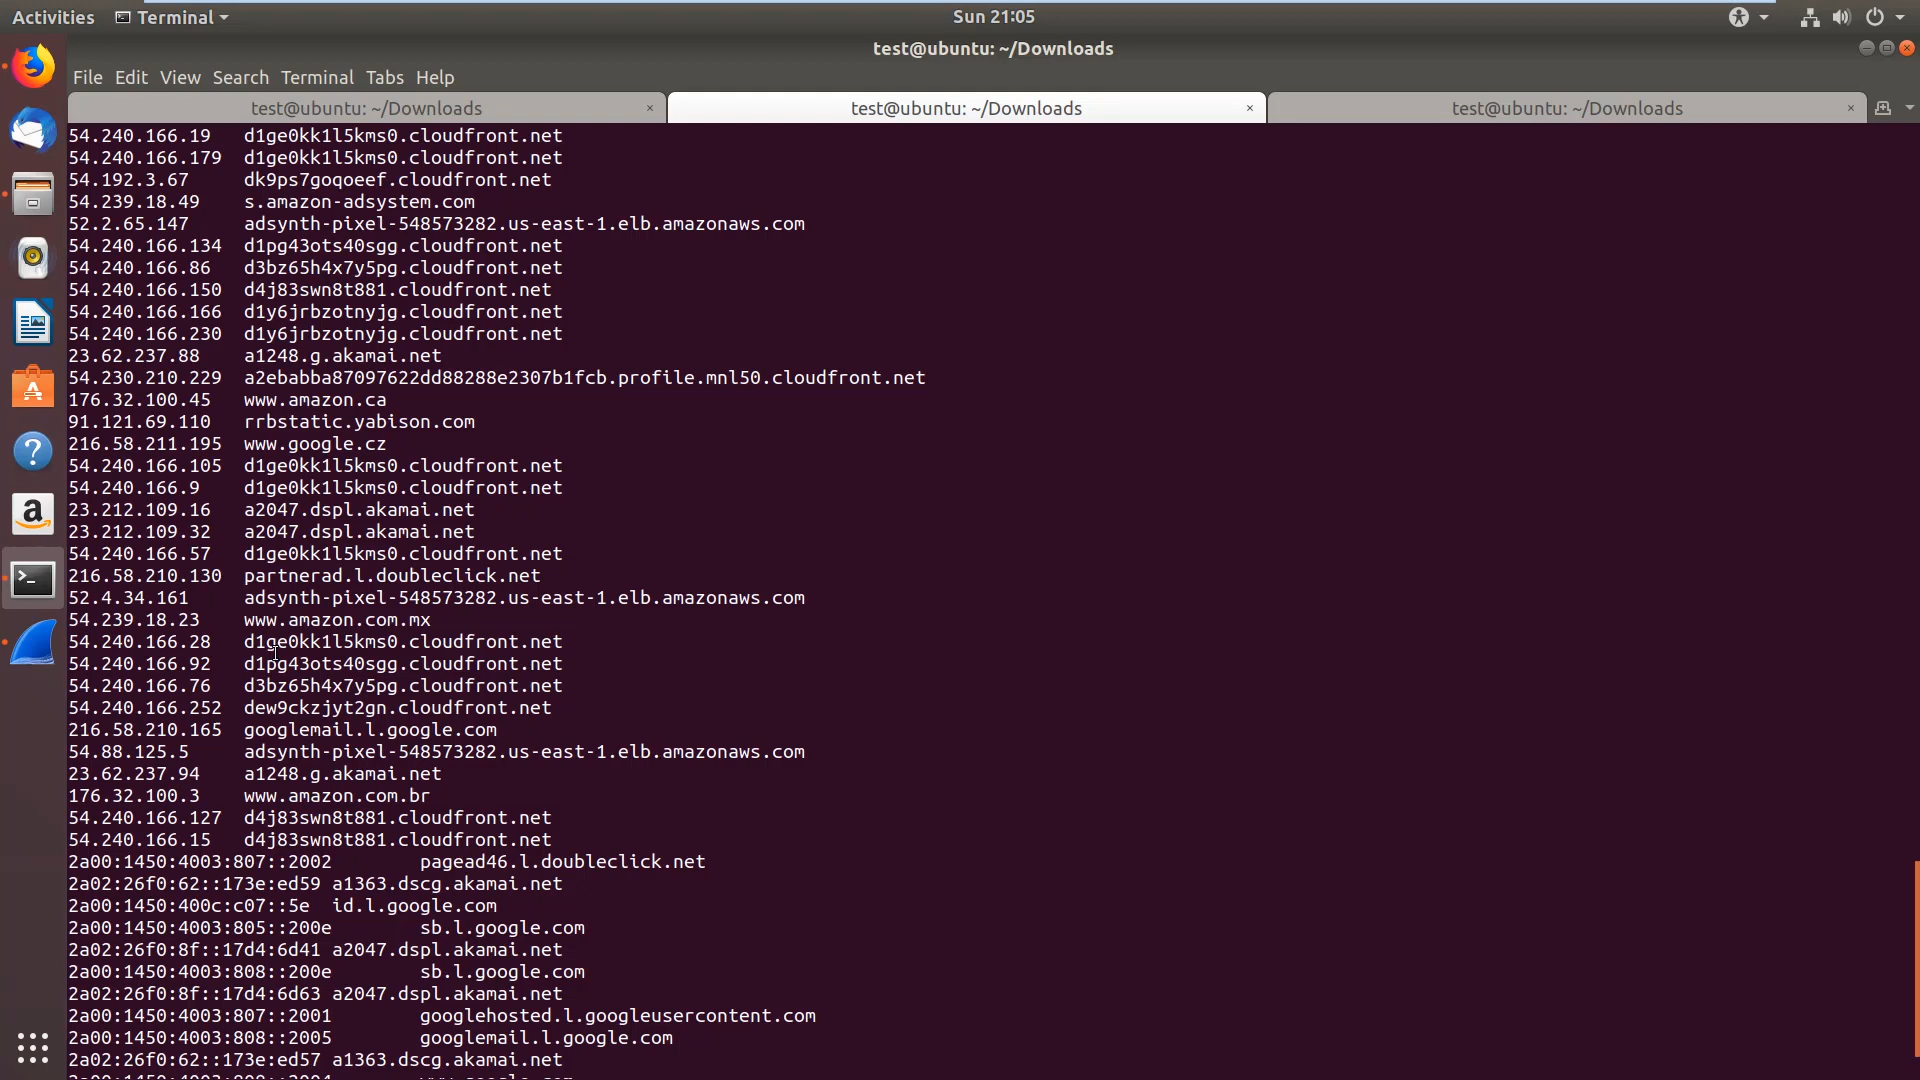 Activities Terminal Sun 21:05
test@ubuntu: ~/Downloads
File Edit View Search Terminal Tabs Help
test@ubuntu: ~/Downloads × test@ubuntu: ~/Downloads × test@ubuntu: ~/Downloads ×
54.240.166.19 d1ge0kk1l5kms0.cloudfront.net
54.240.166.179 d1ge0kk1l5kms0.cloudfront.net
54.192.3.67 dk9ps7goqoeef.cloudfront.net
54.239.18.49 s.amazon-adsystem.com
52.2.65.147 adsynth-pixel-548573282.us-east-1.elb.amazonaws.com
54.240.166.134 d1pg43ots40sgg.cloudfront.net
54.240.166.86 d3bz65h4x7y5pg.cloudfront.net
54.240.166.150 d4j83swn8t881.cloudfront.net
54.240.166.166 d1y6jrbzotnyjg.cloudfront.net
54.240.166.230 d1y6jrbzotnyjg.cloudfront.net
23.62.237.88 a1248.g.akamai.net
54.230.210.229 a2ebabba87097622dd88288e2307b1fcb.profile.mnl50.cloudfront.net
176.32.100.45 www.amazon.ca
91.121.69.110 rrbstatic.yabison.com
216.58.211.195 www.google.cz
54.240.166.105 d1ge0kk1l5kms0.cloudfront.net
54.240.166.9 d1ge0kk1l5kms0.cloudfront.net
23.212.109.16 a2047.dspl.akamai.net
23.212.109.32 a2047.dspl.akamai.net
54.240.166.57 d1ge0kk1l5kms0.cloudfront.net
216.58.210.130 partnerad.l.doubleclick.net
52.4.34.161 adsynth-pixel-548573282.us-east-1.elb.amazonaws.com
54.239.18.23 www.amazon.com.mx
54.240.166.28 d1ge0kk1l5kms0.cloudfront.net
54.240.166.92 d1pg43ots40sgg.cloudfront.net
54.240.166.76 d3bz65h4x7y5pg.cloudfront.net
54.240.166.252 dew9ckzjyt2gn.cloudfront.net
216.58.210.165 googlemail.l.google.com
54.88.125.5 adsynth-pixel-548573282.us-east-1.elb.amazonaws.com
23.62.237.94 a1248.g.akamai.net
176.32.100.3 www.amazon.com.br
54.240.166.127 d4j83swn8t881.cloudfront.net
54.240.166.15 d4j83swn8t881.cloudfront.net
2a00:1450:4003:807::2002 pagead46.l.doubleclick.net
2a02:26f0:62::173e:ed59 a1363.dscg.akamai.net
2a00:1450:400c:c07::5e id.l.google.com
2a00:1450:4003:805::200e sb.l.google.com
2a02:26f0:8f::17d4:6d41 a2047.dspl.akamai.net
2a00:1450:4003:808::200e sb.l.google.com
2a02:26f0:8f::17d4:6d63 a2047.dspl.akamai.net
2a00:1450:4003:807::2001 googlehosted.l.googleusercontent.com
2a00:1450:4003:808::2005 googlemail.l.google.com
2a02:26f0:62::173e:ed57 a1363.dscg.akamai.net